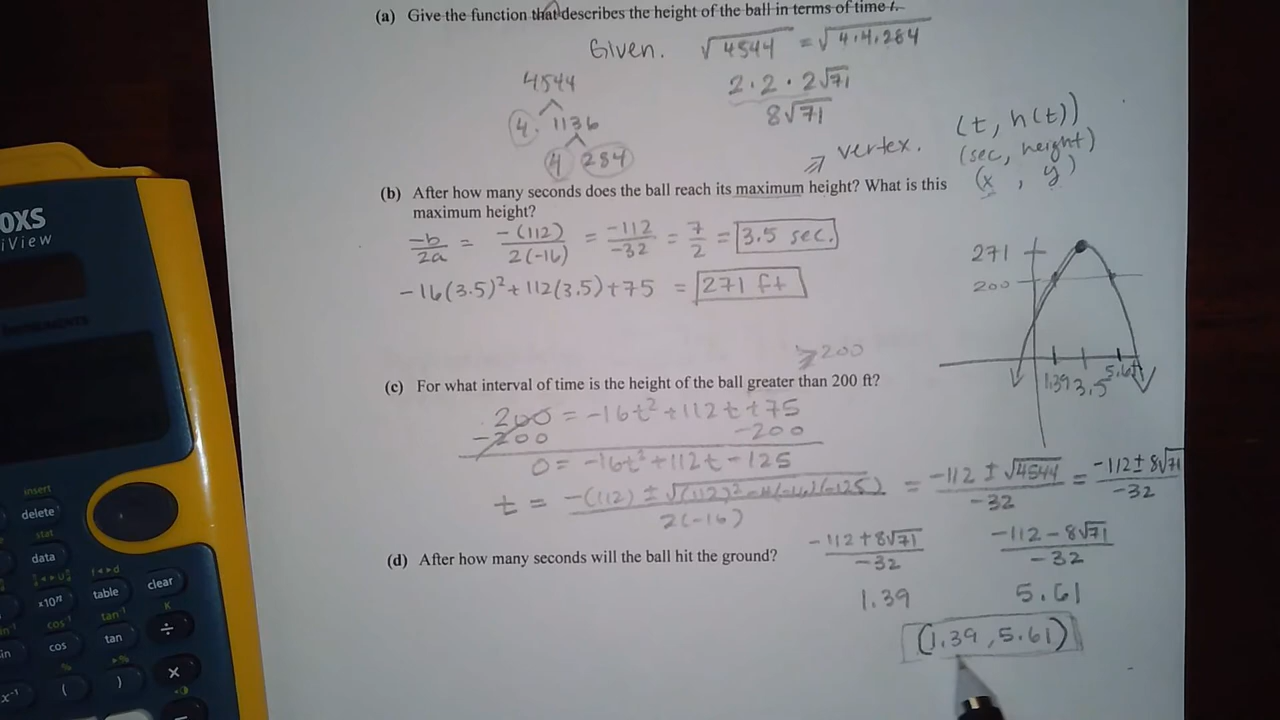 (a) Give the function that describes the height of the ball in terms of time t.
Given. √4544 = √4·4·284
4544
4 · 1136
4 284
2·2·2√71
8√71
vertex.
(t, h(t))
(sec, height)
(x , y)
(b) After how many seconds does the ball reach its maximum height? What is this
maximum height?
-b/2a = -(112)/2(-16) = -112/-32 = 7/2 = 3.5 sec.
-16(3.5)² + 112(3.5) + 75 = 271 ft
271
200
1.39 3.5 5.61
≥200
(c) For what interval of time is the height of the ball greater than 200 ft?
200 = -16t² + 112t + 75
-200 -200
0 = -16t² + 112t - 125
t = -(112) ± √(112)² - 4(-16)(-125) / 2(-16) = -112 ± √4544 / -32 = -112 ± 8√71 / -32
(d) After how many seconds will the ball hit the ground?
-112 + 8√71 / -32 -112 - 8√71 / -32
1.39 5.61
(1.39, 5.61)
OXS
iView
insert
delete
stat
data
f◄►d
x10ⁿ
table
clear
cos⁻¹
tan⁻¹
K
in
cos
tan
÷
x⁻¹
(
)
×
%
►%